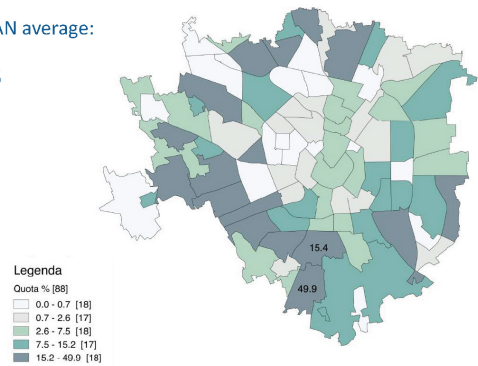 AN average:
15.4
49.9
Legenda
Quota % [88]
0.0 - 0.7 [18]
0.7 - 2.6 [17]
2.6 - 7.5 [18]
7.5 - 15.2 [17]
15.2 - 49.9 [18]